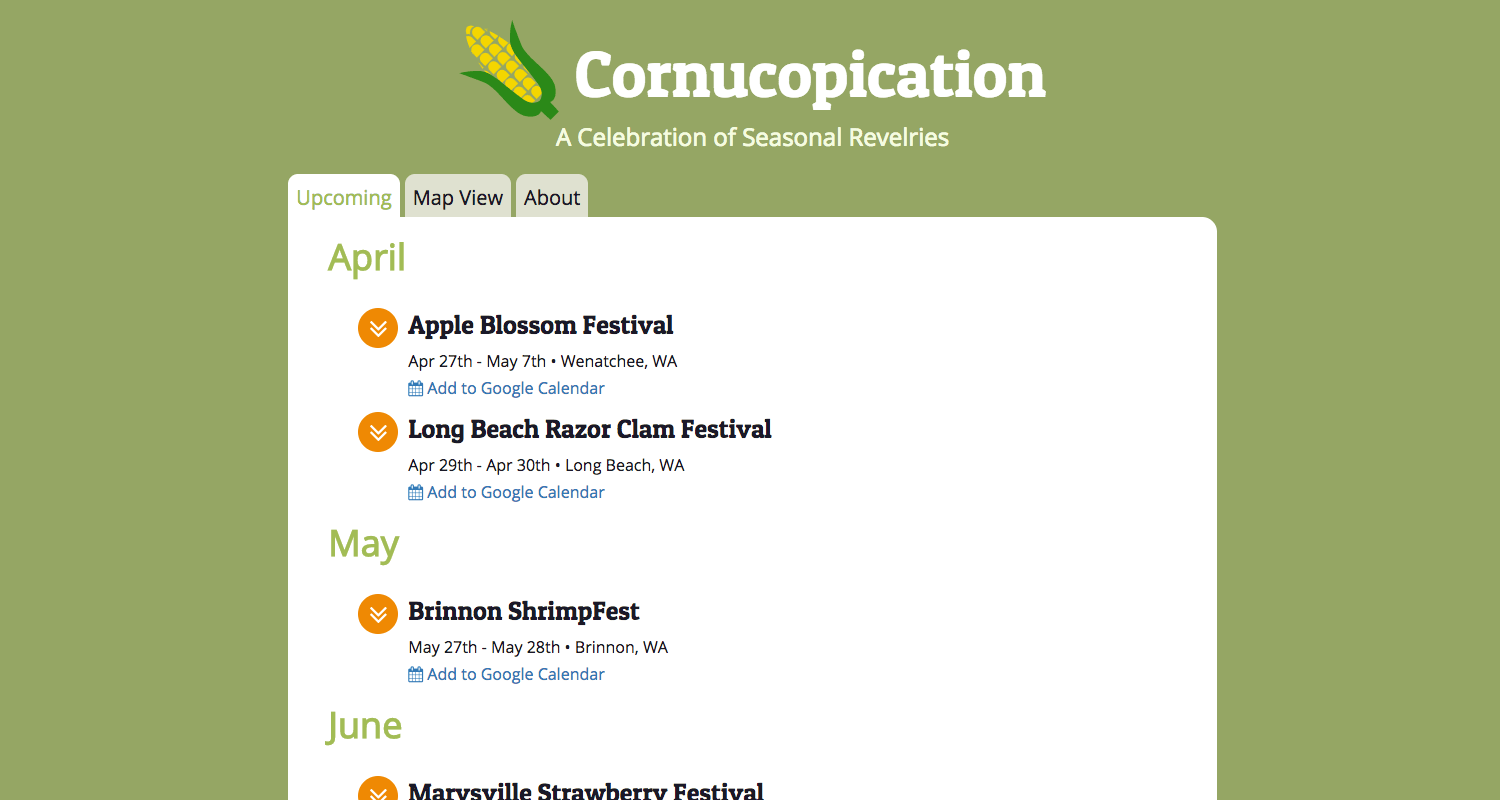 Cornucopication
A Celebration of Seasonal Revelries
Upcoming Map View About
April
Apple Blossom Festival
Apr 27th - May 7th • Wenatchee, WA
Add to Google Calendar
Long Beach Razor Clam Festival
Apr 29th - Apr 30th • Long Beach, WA
Add to Google Calendar
May
Brinnon ShrimpFest
May 27th - May 28th • Brinnon, WA
Add to Google Calendar
June
Marysville Strawberry Festival